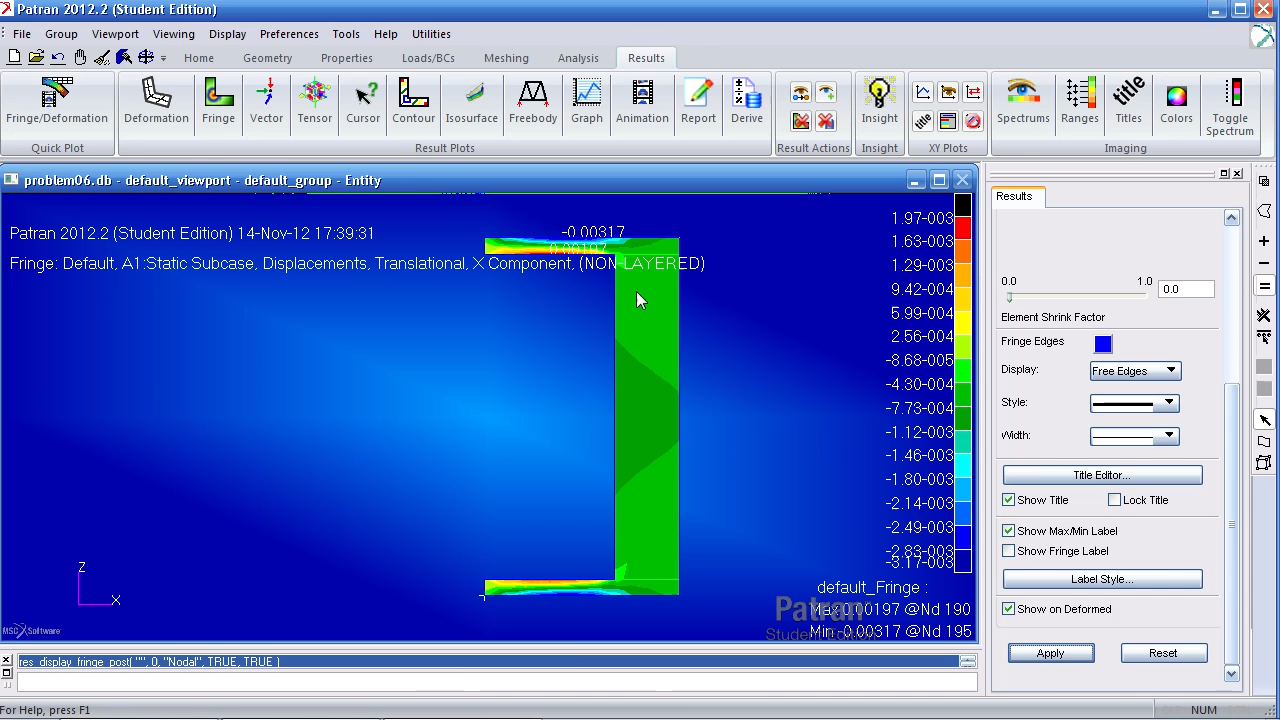 Patran 2012.2 (Student Edition)
File Group Viewport Viewing Display Preferences Tools Help Utilities
Home Geometry Properties Loads/BCs Meshing Analysis Results
Fringe/Deformation Deformation Fringe Vector Tensor Cursor Contour Isosurface Freebody Graph Animation Report Derive Insight Spectrums Ranges Titles Colors Toggle Spectrum
Quick Plot Result Plots Result Actions Insight XY Plots Imaging
problem06.db - default_viewport - default_group - Entity
Patran 2012.2 (Student Edition) 14-Nov-12 17:39:31
Fringe: Default, A1:Static Subcase, Displacements, Translational, X Component, (NON-LAYERED)
-0.00317
0.00197
1.97-003
1.63-003
1.29-003
9.42-004
5.99-004
2.56-004
-8.68-005
-4.30-004
-7.73-004
-1.12-003
-1.46-003
-1.80-003
-2.14-003
-2.49-003
-2.83-003
-3.17-003
default_Fringe :
Max 0.00197 @Nd 190
Min -0.00317 @Nd 195
Patran
Student Edition
Z
X
MSC Software
res_display_fringe_post( "", 0, "Nodal", TRUE, TRUE )
Results
0.0 1.0 0.0
Element Shrink Factor
Fringe Edges
Display: Free Edges
Style:
Width:
Title Editor...
Show Title Lock Title
Show Max/Min Label
Show Fringe Label
Label Style...
Show on Deformed
Apply Reset
For Help, press F1
NUM